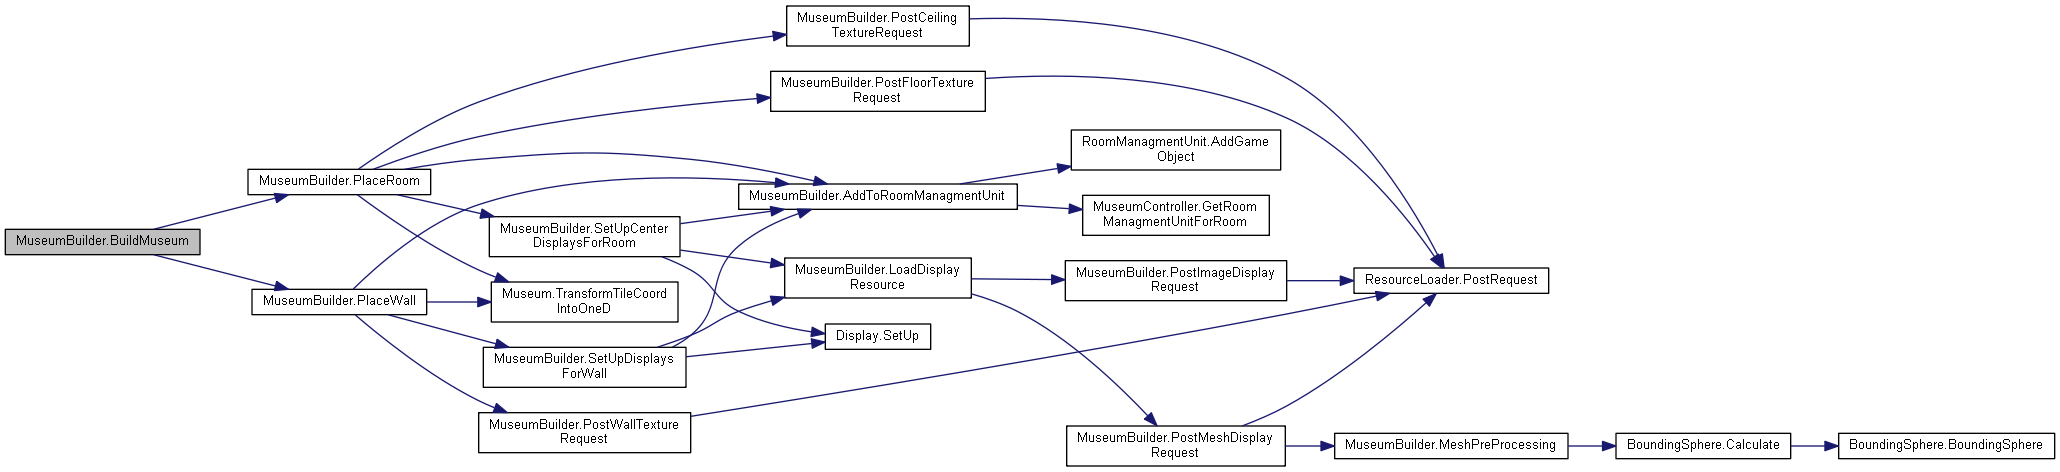 MuseumBuilder.BuildMuseum
MuseumBuilder.PlaceRoom
MuseumBuilder.PlaceWall
MuseumBuilder.PostCeiling
TextureRequest
MuseumBuilder.PostFloorTexture
Request
MuseumBuilder.AddToRoomManagmentUnit
RoomManagmentUnit.AddGame
Object
MuseumController.GetRoom
ManagmentUnitForRoom
MuseumBuilder.SetUpCenter
DisplaysForRoom
Museum.TransformTileCoord
IntoOneD
MuseumBuilder.SetUpDisplays
ForWall
MuseumBuilder.PostWallTexture
Request
MuseumBuilder.LoadDisplay
Resource
Display.SetUp
MuseumBuilder.PostImageDisplay
Request
MuseumBuilder.PostMeshDisplay
Request
ResourceLoader.PostRequest
MuseumBuilder.MeshPreProcessing
BoundingSphere.Calculate
BoundingSphere.BoundingSphere